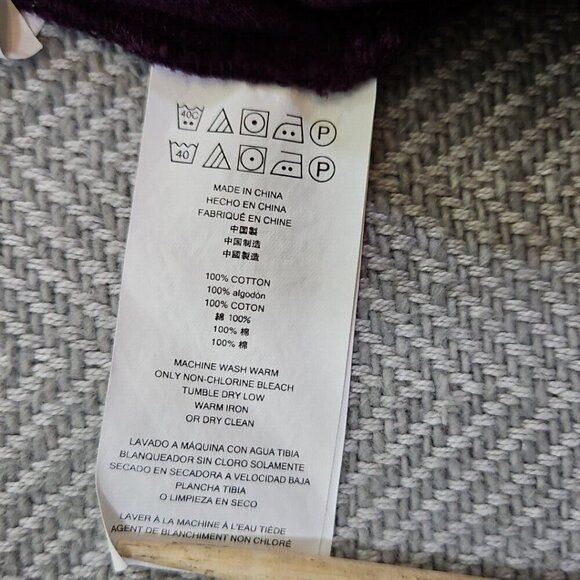 40C P
40 P
MADE IN CHINA
HECHO EN CHINA
FABRIQUÉ EN CHINE
中国製
中国制造
中國製造
100% COTTON
100% algodón
100% COTON
綿 100%
100% 棉
100% 棉
MACHINE WASH WARM
ONLY NON-CHLORINE BLEACH
TUMBLE DRY LOW
WARM IRON
OR DRY CLEAN
LAVADO A MÁQUINA CON AGUA TIBIA
BLANQUEADOR SIN CLORO SOLAMENTE
SECADO EN SECADORA A VELOCIDAD BAJA
PLANCHA TIBIA
O LIMPIEZA EN SECO
LAVER À LA MACHINE À L'EAU TIÈDE
AGENT DE BLANCHIMENT NON CHLORÉ